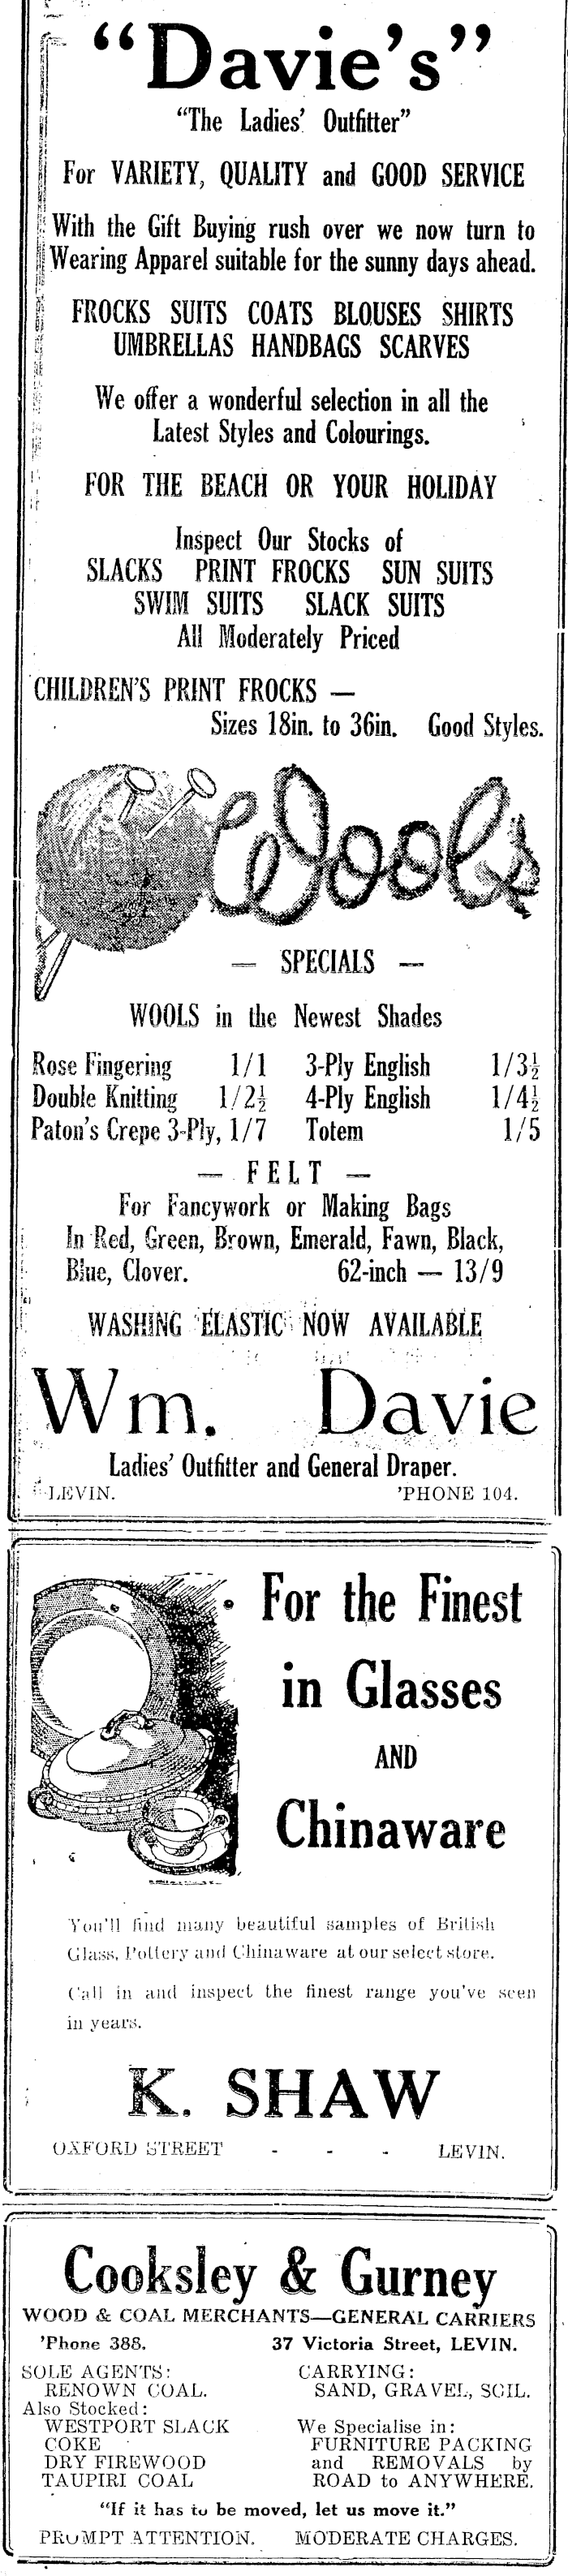 "Davie's"
"The Ladies' Outfitter"
For VARIETY, QUALITY and GOOD SERVICE
With the Gift Buying rush over we now turn to
Wearing Apparel suitable for the sunny days ahead.
FROCKS SUITS COATS BLOUSES SHIRTS
UMBRELLAS HANDBAGS SCARVES
We offer a wonderful selection in all the
Latest Styles and Colourings.
FOR THE BEACH OR YOUR HOLIDAY
Inspect Our Stocks of
SLACKS PRINT FROCKS SUN SUITS
SWIM SUITS SLACK SUITS
All Moderately Priced
CHILDREN'S PRINT FROCKS —
Sizes 18in. to 36in. Good Styles.
Wools
— SPECIALS —
WOOLS in the Newest Shades
Rose Fingering 1/1 3-Ply English 1/3½
Double Knitting 1/2½ 4-Ply English 1/4½
Paton's Crepe 3-Ply, 1/7 Totem 1/5
— FELT —
For Fancywork or Making Bags
In Red, Green, Brown, Emerald, Fawn, Black,
Blue, Clover. 62-inch — 13/9
WASHING ELASTIC NOW AVAILABLE
Wm. Davie
Ladies' Outfitter and General Draper.
LEVIN. 'PHONE 104.
For the Finest
in Glasses
AND
Chinaware
You'll find many beautiful samples of British
Glass, Pottery and Chinaware at our select store.
Call in and inspect the finest range you've seen
in years.
K. SHAW
OXFORD STREET - - - LEVIN.
Cooksley & Gurney
WOOD & COAL MERCHANTS—GENERAL CARRIERS
'Phone 388. 37 Victoria Street, LEVIN.
SOLE AGENTS: CARRYING:
RENOWN COAL. SAND, GRAVEL, SOIL.
Also Stocked:
WESTPORT SLACK We Specialise in:
COKE FURNITURE PACKING
DRY FIREWOOD and REMOVALS by
TAUPIRI COAL ROAD to ANYWHERE.
"If it has to be moved, let us move it."
PROMPT ATTENTION. MODERATE CHARGES.